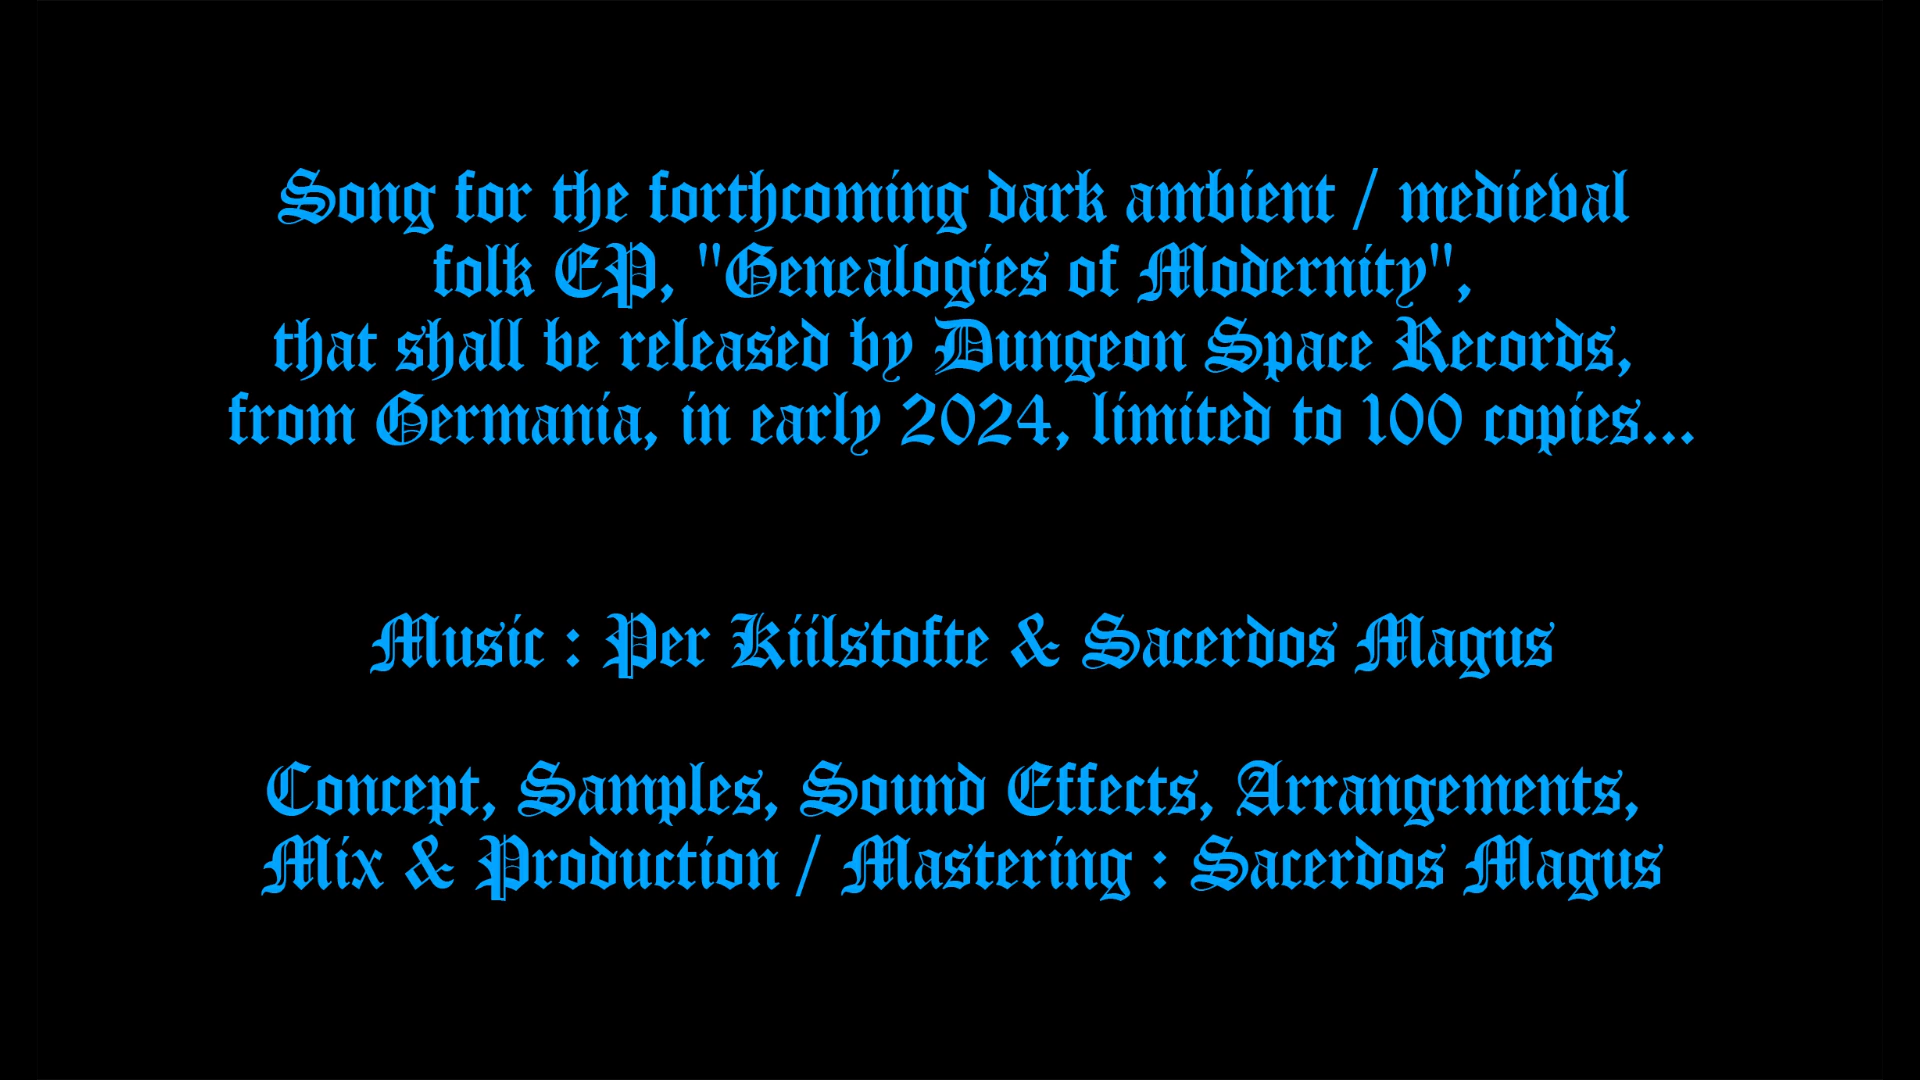 Song for the forthcoming dark ambient / medieval
folk EP, "Genealogies of Modernity",
that shall be released by Dungeon Space Records,
from Germania, in early 2024, limited to 100 copies...
Music : Per Kiilstofte & Sacerdos Magus
Concept, Samples, Sound Effects, Arrangements,
Mix & Production / Mastering : Sacerdos Magus